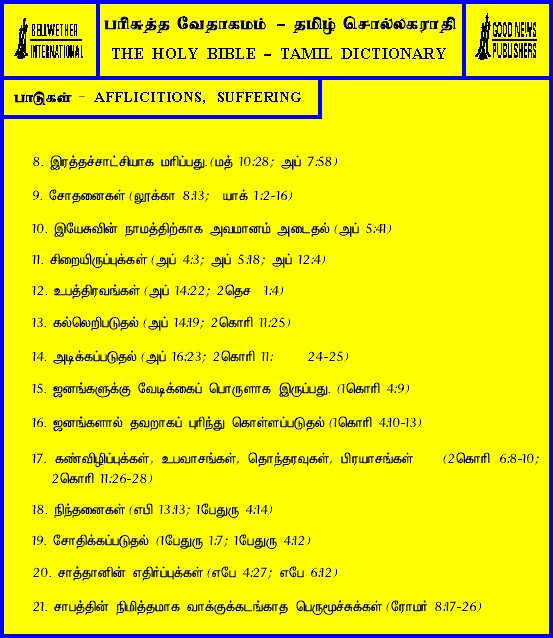 BELLWETHER
INTERNATIONAL
பரிசுத்த வேதாகமம் – தமிழ் சொல்லகராதி
THE HOLY BIBLE – TAMIL DICTIONARY
GOOD NEWS
PUBLISHERS
பாடுகள் - AFFLICITIONS, SUFFERING
8. இரத்தச்சாட்சியாக மரிப்பது. (மத் 10:28; அப் 7:58)
9. சோதனைகள் (லூக்கா 8:13; யாக் 1:2-16)
10. இயேசுவின் நாமத்திற்காக அவமானம் அடைதல் (அப் 5:41)
11. சிறையிருப்புக்கள் (அப் 4:3; அப் 5:18; அப் 12:4)
12. உபத்திரவங்கள் (அப் 14:22; 2தெச 1:4)
13. கல்லெறிபடுதல் (அப் 14:19; 2கொரி 11:25)
14. அடிக்கப்படுதல் (அப் 16:23; 2கொரி 11: 24-25)
15. ஜனங்களுக்கு வேடிக்கைப் பொருளாக இருப்பது. (1கொரி 4:9)
16. ஜனங்களால் தவறாகப் புரிந்து கொள்ளப்படுதல் (1கொரி 4:10-13)
17. கண்விழிப்புக்கள், உபவாசங்கள், தொந்தரவுகள், பிரயாசங்கள் (2கொரி 6:8-10;
2கொரி 11:26-28)
18. நிந்தனைகள் (எபி 13:13; 1பேதுரு 4:14)
19. சோதிக்கப்படுதல் (1பேதுரு 1:7; 1பேதுரு 4:12)
20. சாத்தானின் எதிர்ப்புக்கள் (எபே 4:27; எபே 6:12)
21. சாபத்தின் நிமித்தமாக வாக்குக்கடங்காத பெருமூச்சுக்கள் (ரோமர் 8:17-26)